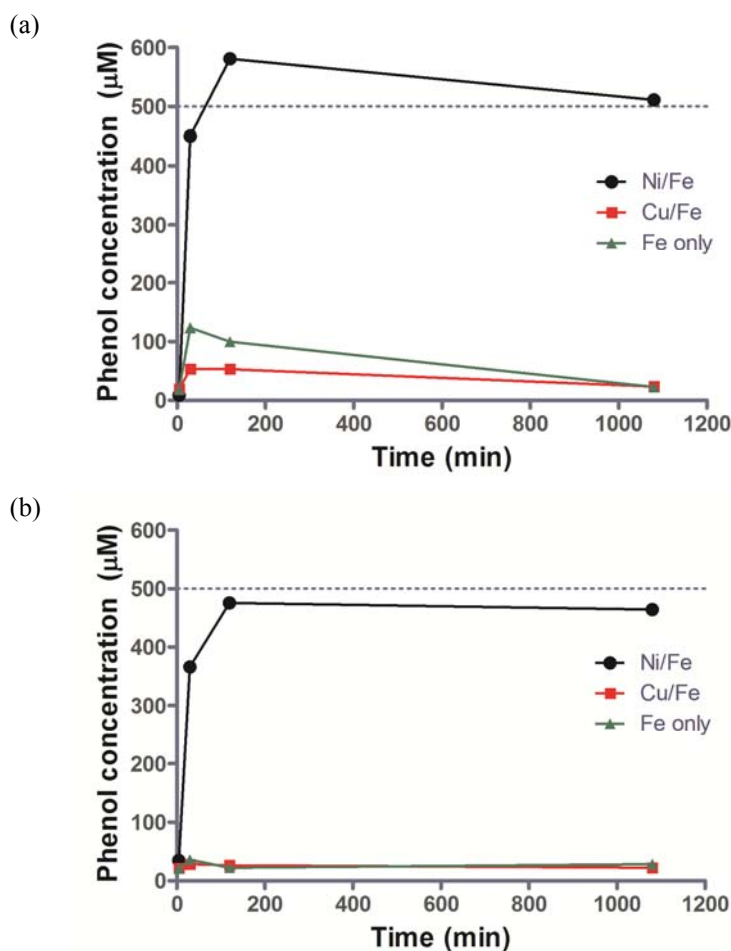 (a)
Phenol concentration (μM)
600
500
400
300
200
100
0
0 200 400 600 800 1000 1200
Time (min)
Ni/Fe
Cu/Fe
Fe only
(b)
Phenol concentration (μM)
600
500
400
300
200
100
0
0 200 400 600 800 1000 1200
Time (min)
Ni/Fe
Cu/Fe
Fe only